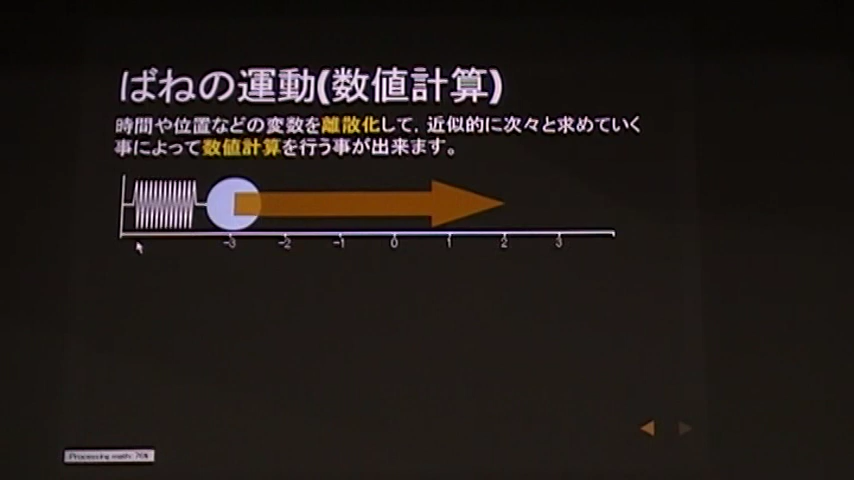 ばねの運動(数値計算)
時間や位置などの変数を離散化して, 近似的に次々と求めていく
事によって数値計算を行う事が出来ます。
-3 -2 -1 0 1 2 3
Processing math: 76%